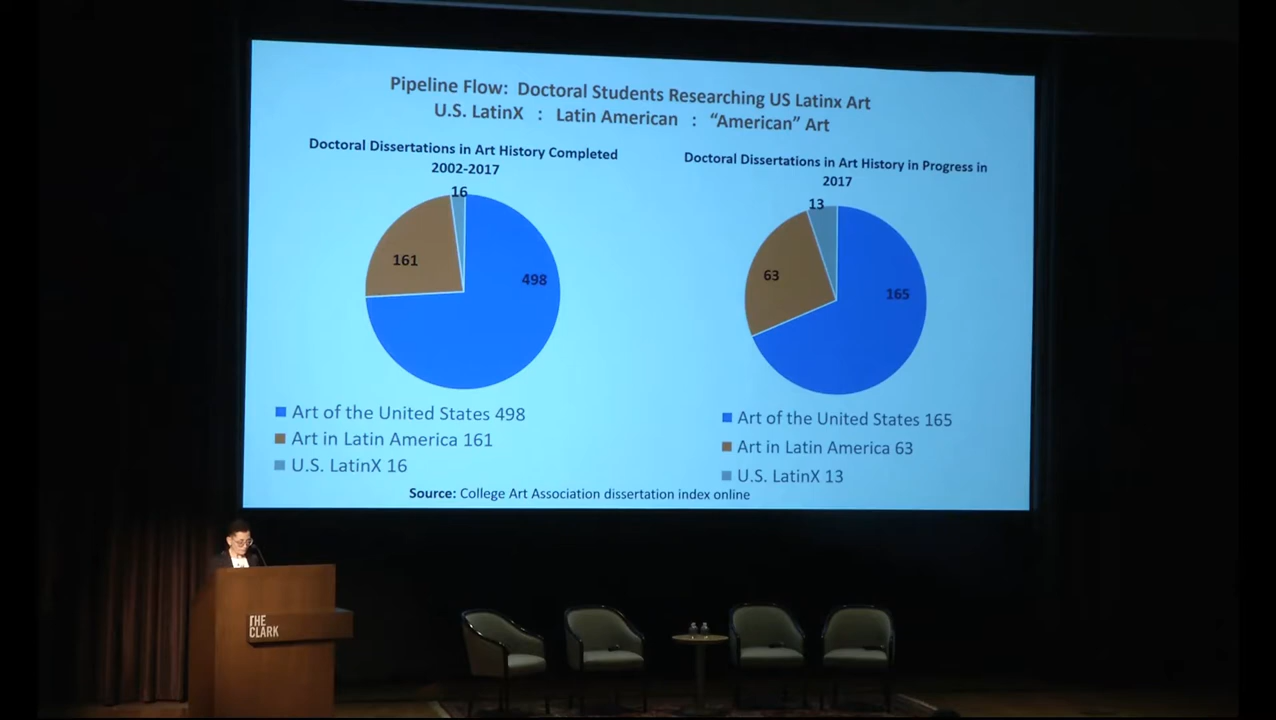 Pipeline Flow: Doctoral Students Researching US Latinx Art
U.S. LatinX : Latin American : “American” Art
Doctoral Dissertations in Art History Completed
2002-2017
16
161
498
Art of the United States 498
Art in Latin America 161
U.S. LatinX 16
Doctoral Dissertations in Art History in Progress in
2017
13
63
165
Art of the United States 165
Art in Latin America 63
U.S. LatinX 13
Source: College Art Association dissertation index online
THE
CLARK